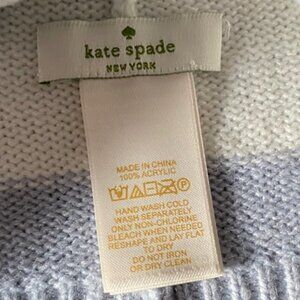 kate spade
NEW YORK
MADE IN CHINA
100% ACRYLIC
HAND WASH COLD
WASH SEPARATELY
ONLY NON-CHLORINE
BLEACH WHEN NEEDED
RESHAPE AND LAY FLAT
TO DRY
DO NOT IRON
OR DRY CLEAN